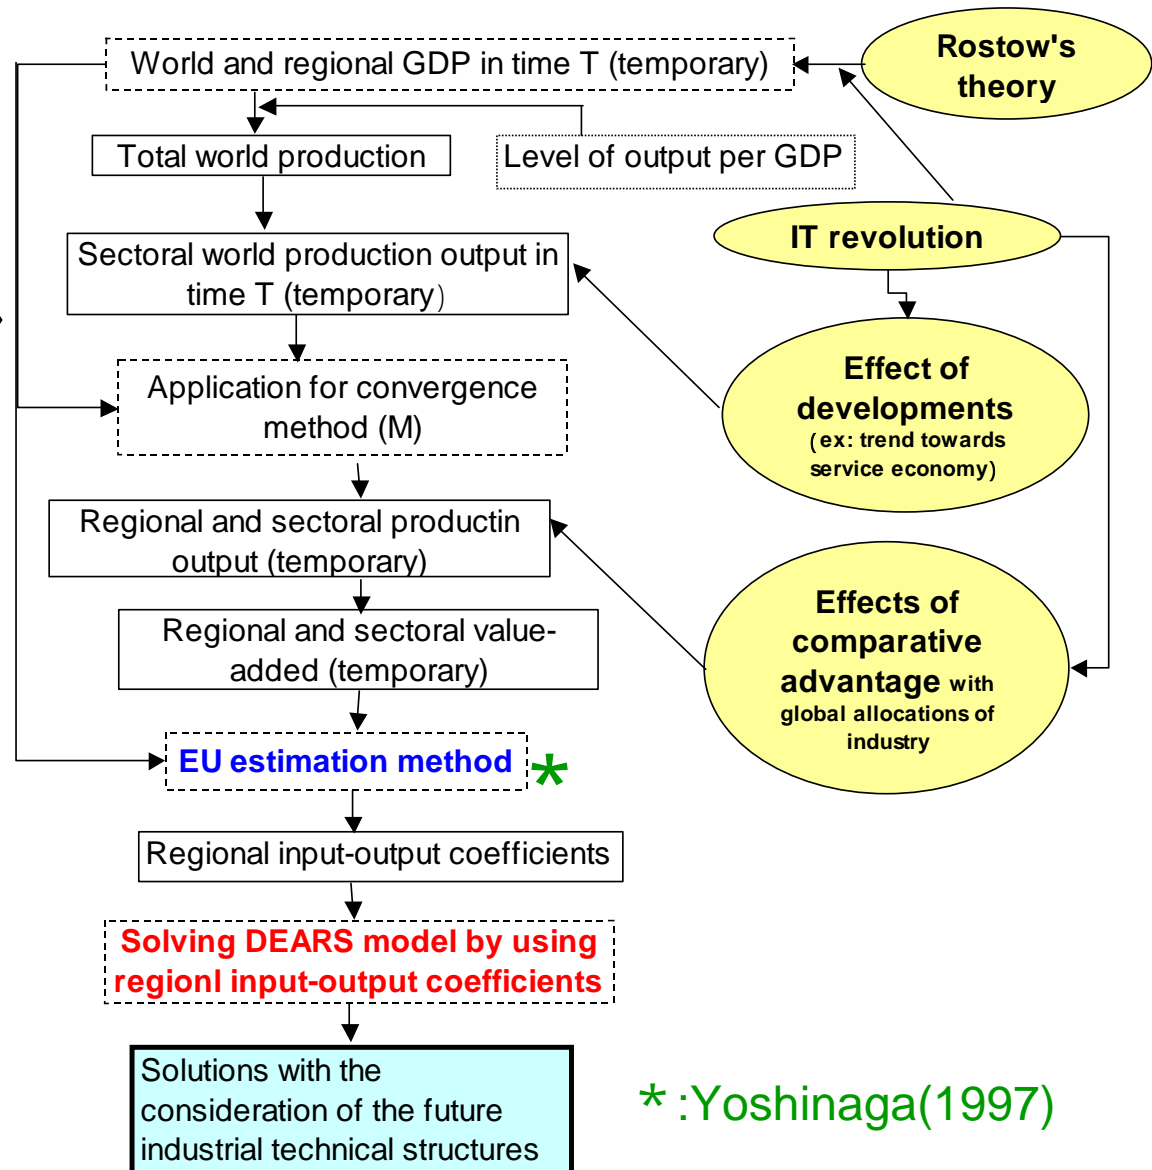 World and regional GDP in time T (temporary)
Rostow's
theory
Total world production
Level of output per GDP
IT revolution
Sectoral world production output in
time T (temporary)
Effect of
developments
(ex: trend towards
service economy)
Application for convergence
method (M)
Regional and sectoral productin
output (temporary)
Effects of
comparative
advantage with
global allocations of
industry
Regional and sectoral value-
added (temporary)
EU estimation method *
Regional input-output coefficients
Solving DEARS model by using
regionl input-output coefficients
Solutions with the
consideration of the future
industrial technical structures
* :Yoshinaga(1997)